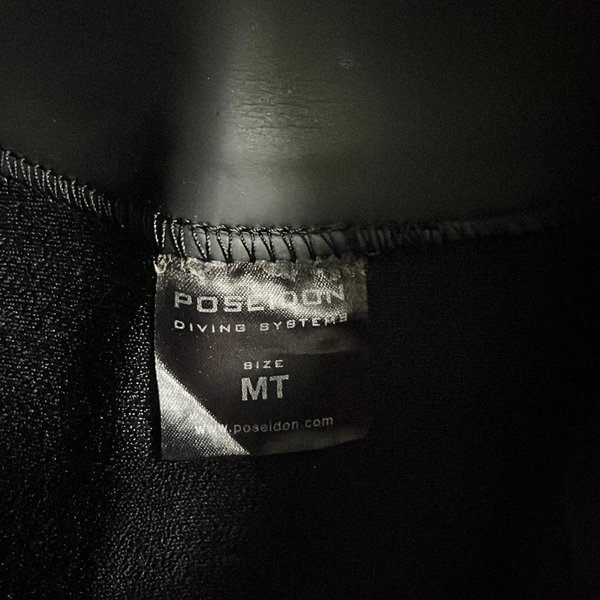 POSEIDON
DIVING SYSTEMS
SIZE
MT
www.poseidon.com